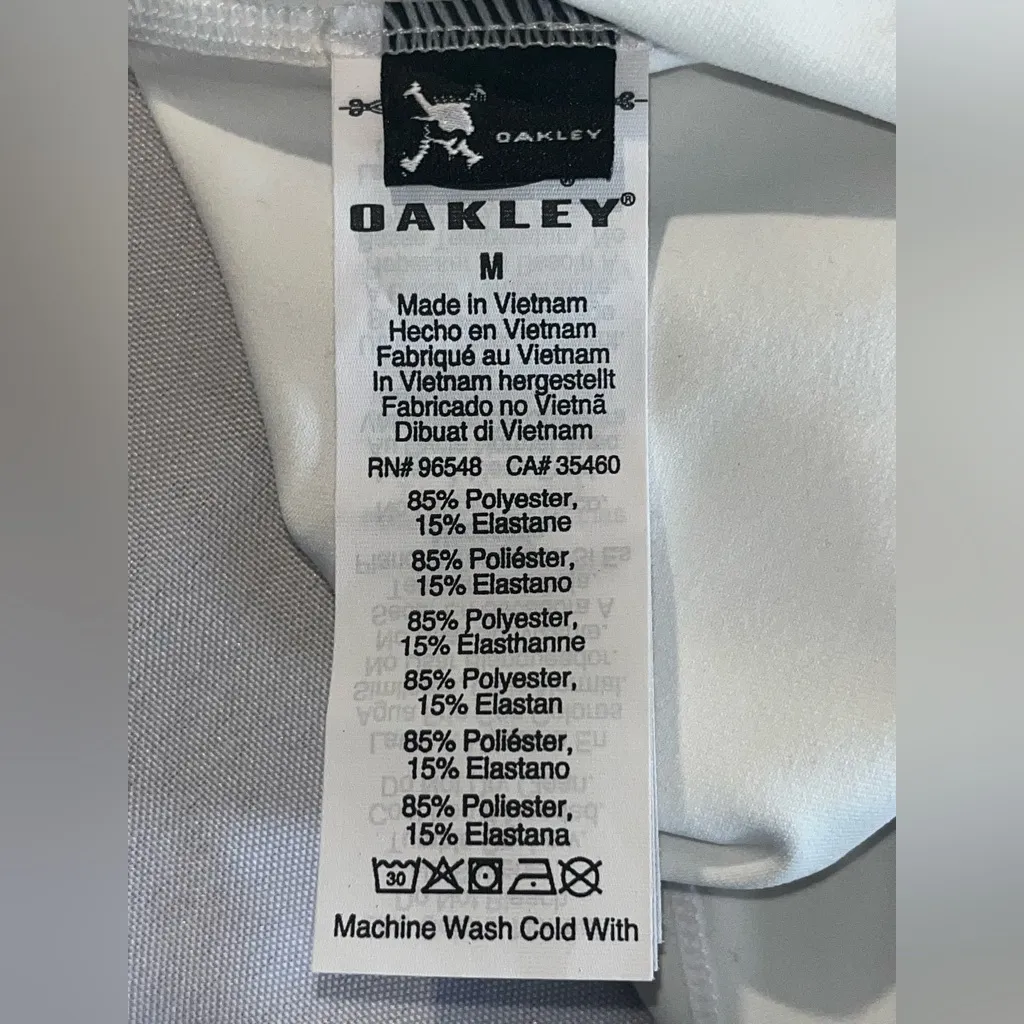 OAKLEY
OAKLEY®
M
Made in Vietnam
Hecho en Vietnam
Fabriqué au Vietnam
In Vietnam hergestellt
Fabricado no Vietnã
Dibuat di Vietnam
RN# 96548 CA# 35460
85% Polyester,
15% Elastane
85% Poliéster,
15% Elastano
85% Polyester,
15% Élasthanne
85% Polyester,
15% Elastan
85% Poliéster,
15% Elastano
85% Poliester,
15% Elastana
30
Machine Wash Cold With